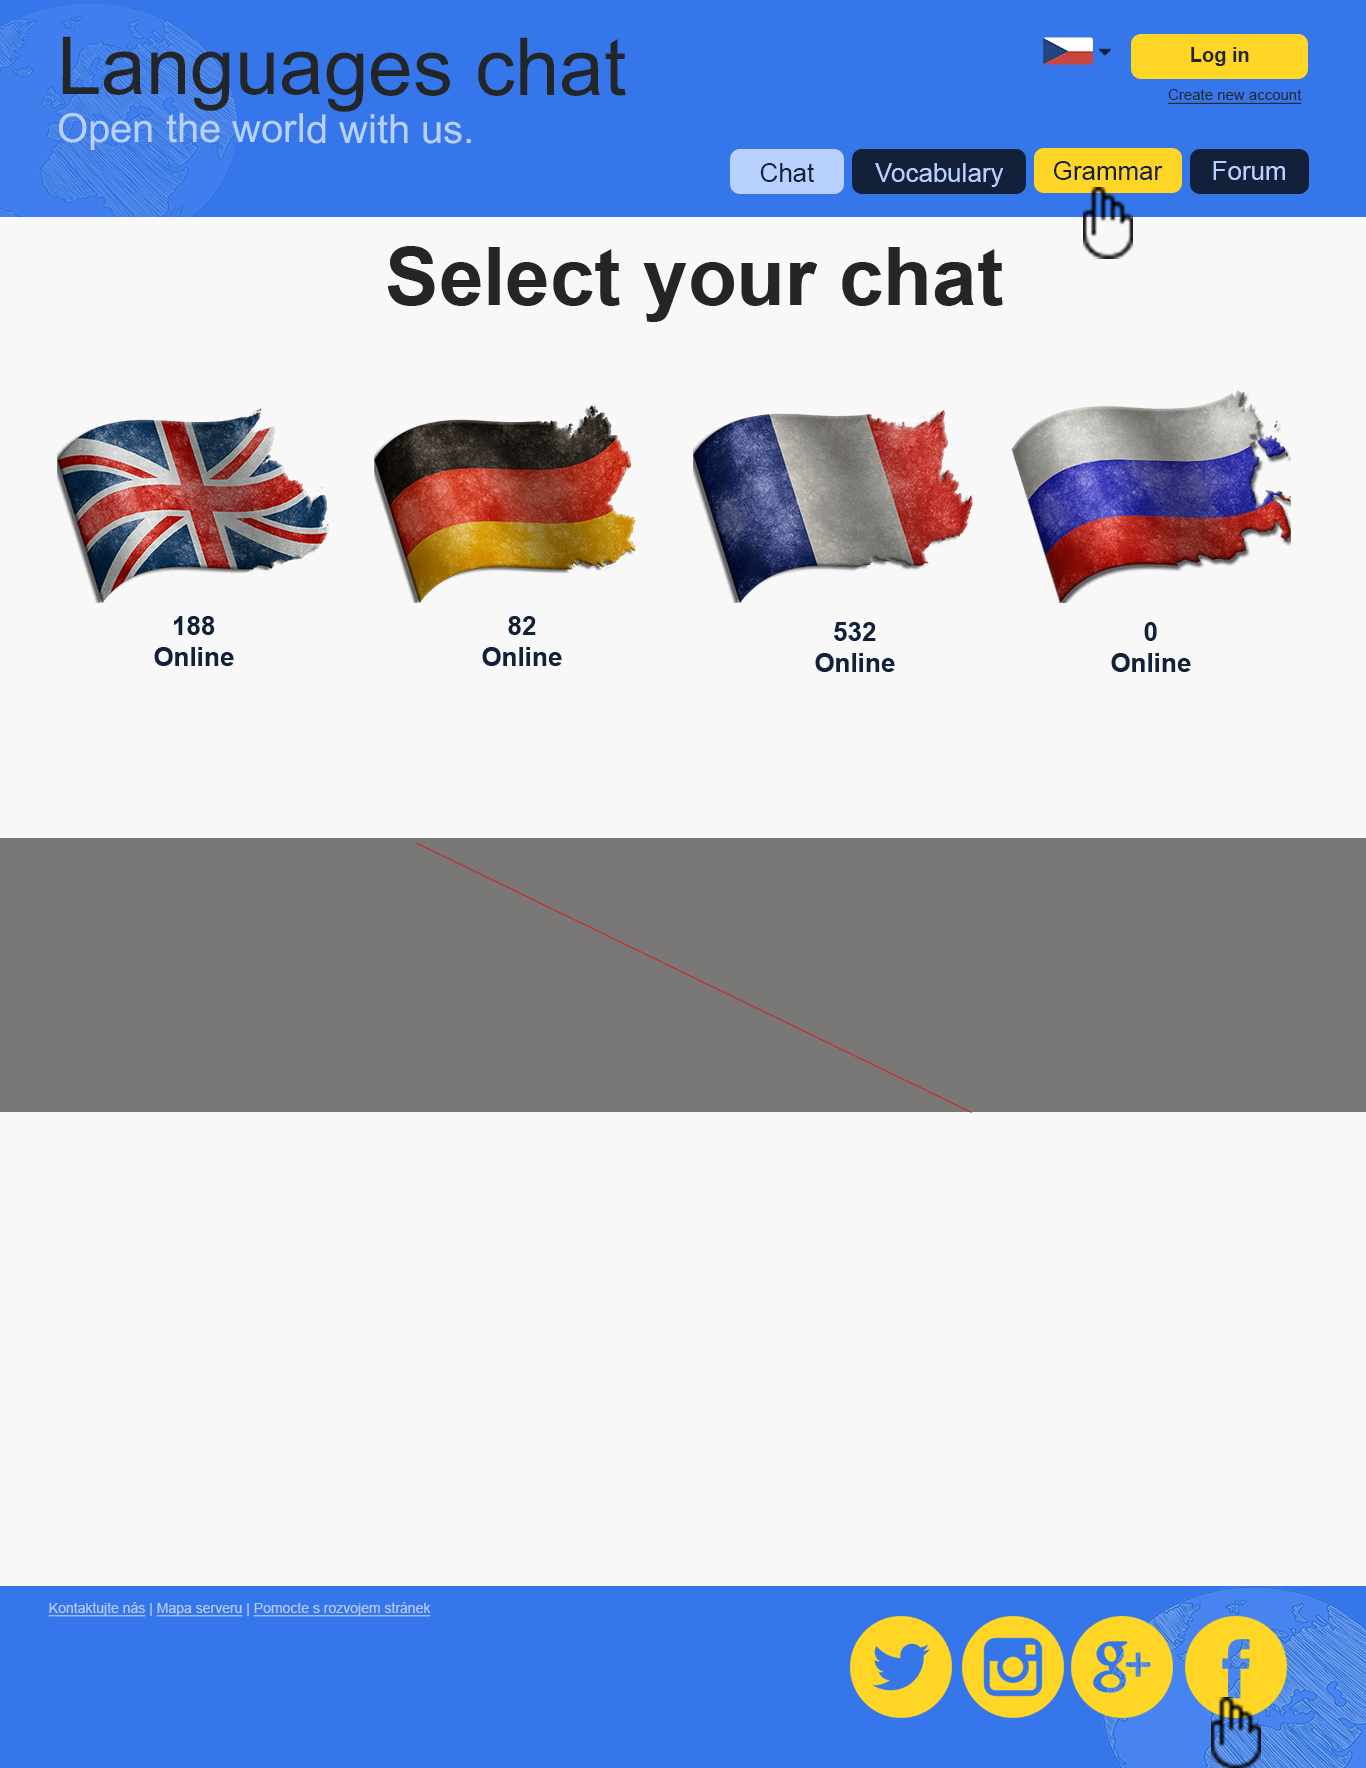 Languages chat
Open the world with us.
Log in
Create new account
Chat
Vocabulary
Grammar
Forum
Select your chat
188
Online
82
Online
532
Online
0
Online
Kontaktujte nás | Mapa serveru | Pomocte s rozvojem stránek
g+
f